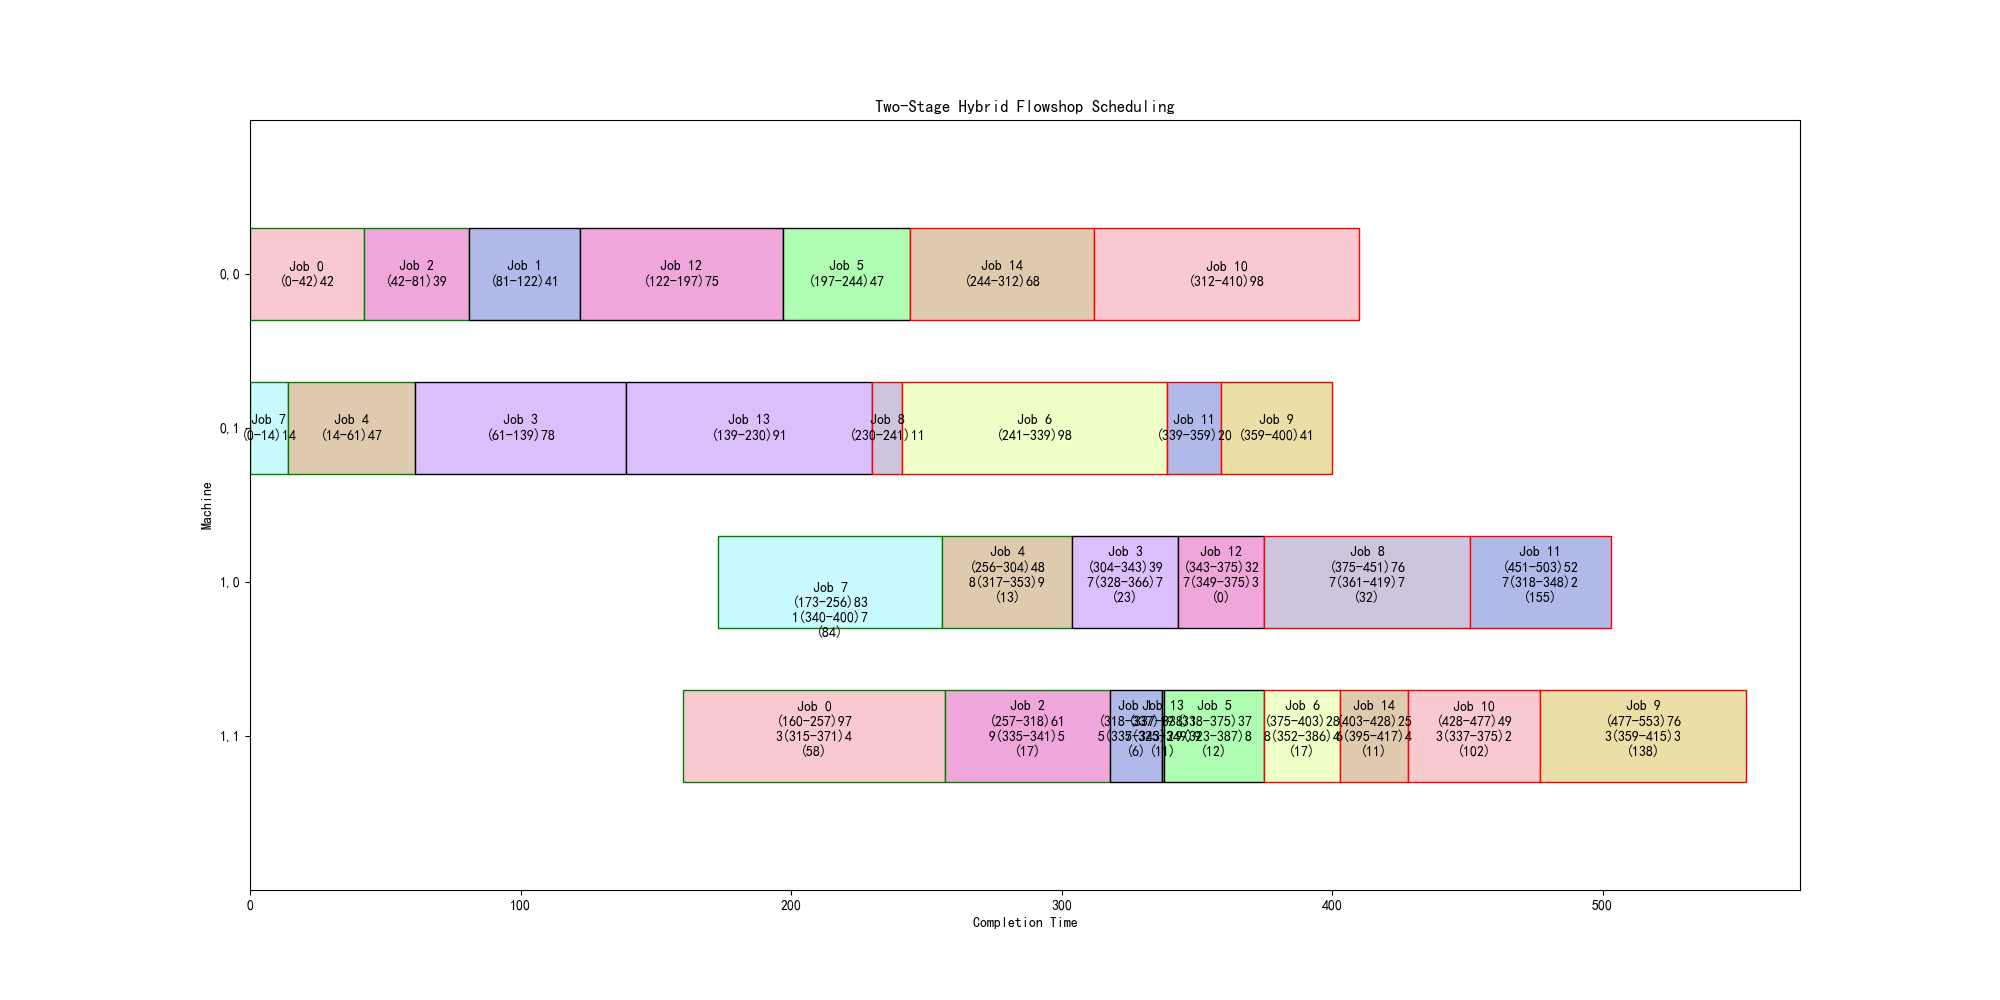 Two-Stage Hybrid Flowshop Scheduling
Machine
0,0
Job 0
(0-42)42
Job 2
(42-81)39
Job 1
(81-122)41
Job 12
(122-197)75
Job 5
(197-244)47
Job 14
(244-312)68
Job 10
(312-410)98
0,1
Job 7
(0-14)14
Job 4
(14-61)47
Job 3
(61-139)78
Job 13
(139-230)91
Job 8
(230-241)11
Job 6
(241-339)98
Job 11
(339-359)20
Job 9
(359-400)41
1,0
Job 7
(173-256)83
1(340-400)7
(84)
Job 4
(256-304)48
8(317-353)9
(13)
Job 3
(304-343)39
7(328-366)7
(23)
Job 12
(343-375)32
7(349-375)3
(0)
Job 8
(375-451)76
7(361-419)7
(32)
Job 11
(451-503)52
7(318-348)2
(155)
1,1
Job 0
(160-257)97
3(315-371)4
(58)
Job 2
(257-318)61
9(335-341)5
(17)
Job 1
(6)
Job 13
(11)
Job 5
(338-375)37
(12)
Job 6
(375-403)28
8(352-386)4
(17)
Job 14
(403-428)25
(395-417)4
(11)
Job 10
(428-477)49
3(337-375)2
(102)
Job 9
(477-553)76
3(359-415)3
(138)
0
100
200
300
400
500
Completion Time